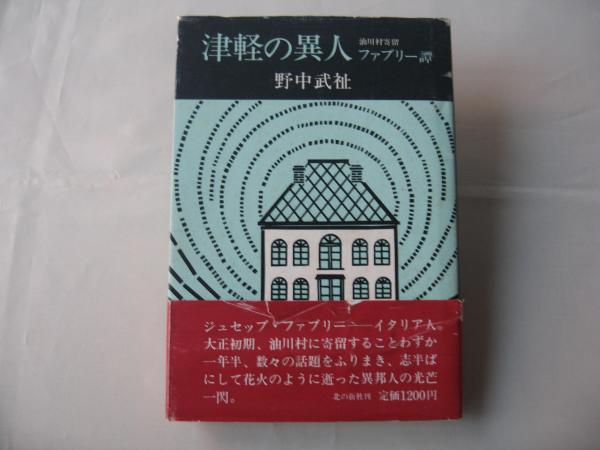 津軽の異人 油川村寄留
ファブリー譚
野中武祉
ジュセップ・ファブリー――イタリア人。
大正初期、油川村に寄留することわずか
一年半、数々の話題をふりまき、志半ば
にして花火のように逝った異邦人の光芒
一閃。
北の街社刊 定価1200円